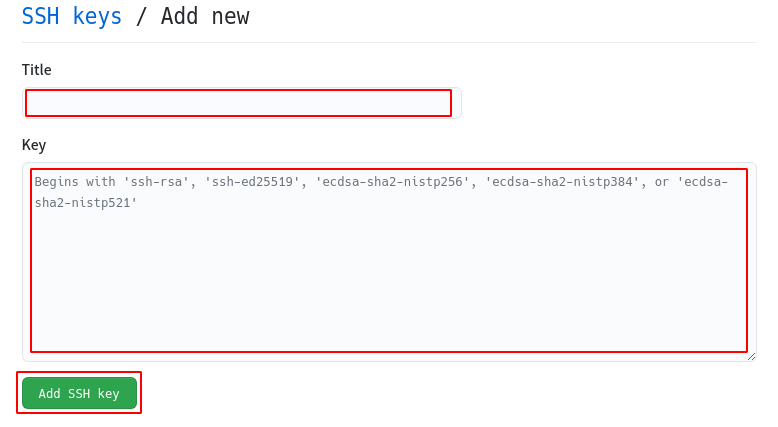 SSH keys / Add new
Title
Key
Begins with 'ssh-rsa', 'ssh-ed25519', 'ecdsa-sha2-nistp256', 'ecdsa-sha2-nistp384', or 'ecdsa-
sha2-nistp521'
Add SSH key